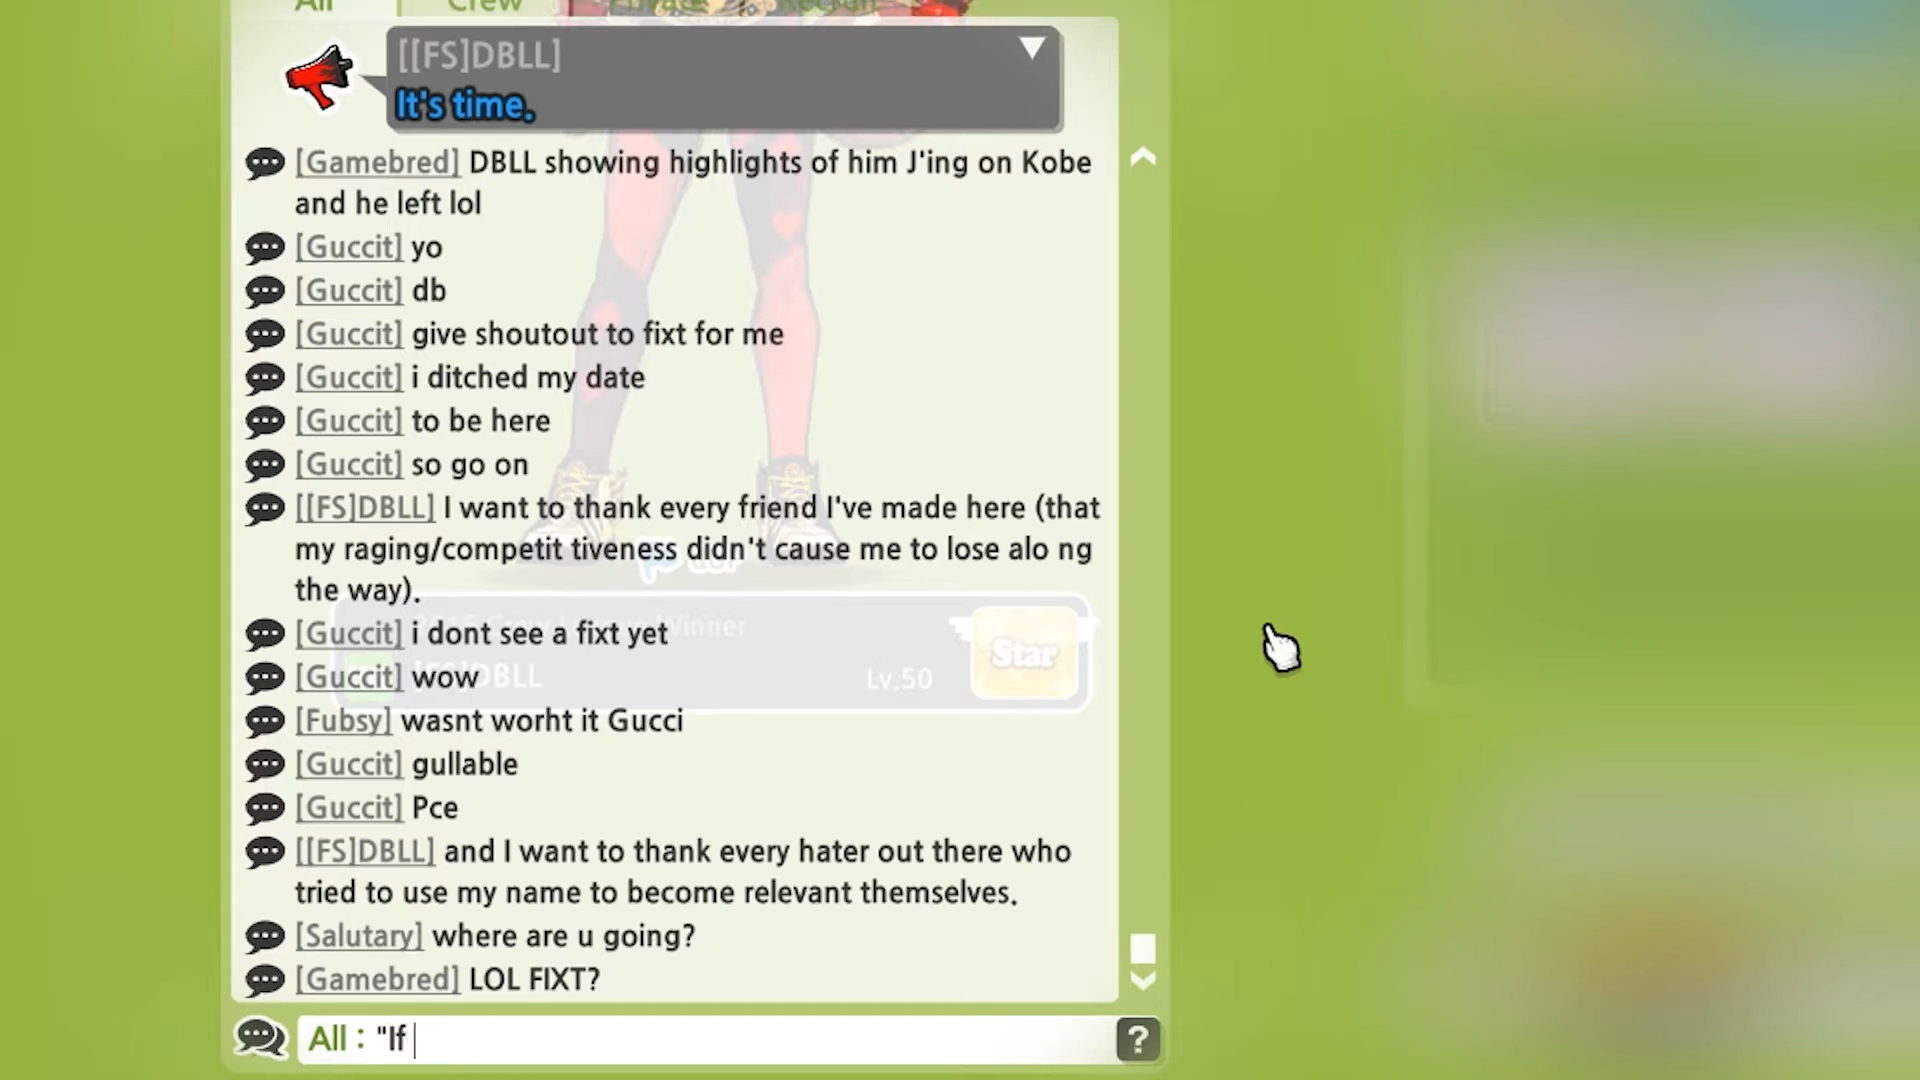 All Crew Private Recruit
[[FS]DBLL]
It's time.
[Gamebred] DBLL showing highlights of him J'ing on Kobe
and he left lol
[Guccit] yo
[Guccit] db
[Guccit] give shoutout to fixt for me
[Guccit] i ditched my date
[Guccit] to be here
[Guccit] so go on
[[FS]DBLL] I want to thank every friend I've made here (that
my raging/competit tiveness didn't cause me to lose alo ng
the way).
[Guccit] i dont see a fixt yet
Winner
[Guccit] wow
[FS]DBLL Lv.50 Star
[Fubsy] wasnt worht it Gucci
[Guccit] gullable
[Guccit] Pce
[[FS]DBLL] and I want to thank every hater out there who
tried to use my name to become relevant themselves.
[Salutary] where are u going?
[Gamebred] LOL FIXT?
All : "If
?